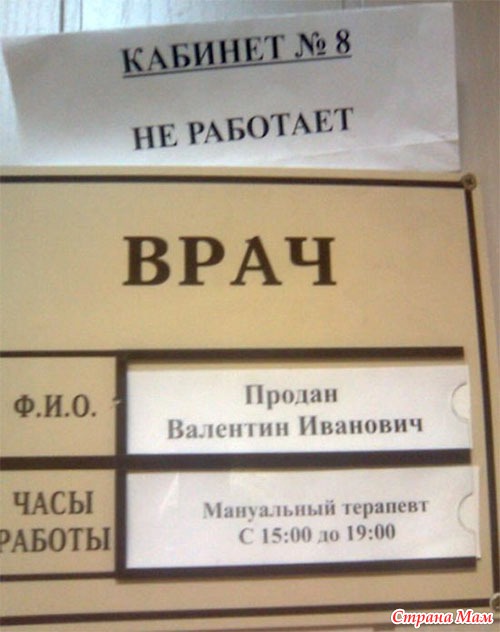 КАБИНЕТ № 8
НЕ РАБОТАЕТ
ВРАЧ
Ф.И.О.
Продан
Валентин Иванович
ЧАСЫ
РАБОТЫ
Мануальный терапевт
С 15:00 до 19:00
Страна Мам